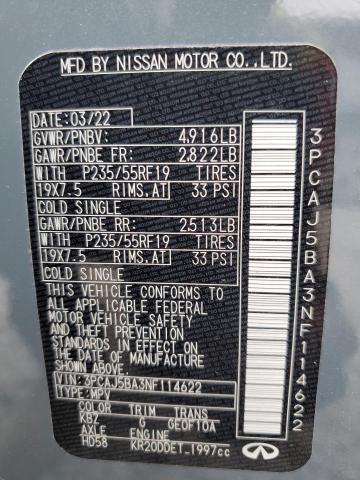 MFD BY NISSAN MOTOR CO.,LTD.
DATE:03/22
GVWR/PNBV: 4,916LB
GAWR/PNBE FR: 2,822LB
WITH P235/55RF19 TIRES
19X7.5 RIMS.AT 33 PSI
COLD SINGLE
GAWR/PNBE RR: 2,513LB
WITH P235/55RF19 TIRES
19X7.5 RIMS.AT 33 PSI
COLD SINGLE
THIS VEHICLE CONFORMS TO
ALL APPLICABLE FEDERAL
MOTOR VEHICLE SAFETY
AND THEFT PREVENTION
STANDARDS IN EFFECT ON
THE DATE OF MANUFACTURE
SHOWN ABOVE.
VIN: 3PCAJ5BA3NF114622
TYPE:MPV
COLOR TRIM TRANS
KBZ G GE0F10A
AXLE ENGINE
HD58 KR20DDET_1997cc
3PCAJ5BA3NF114622